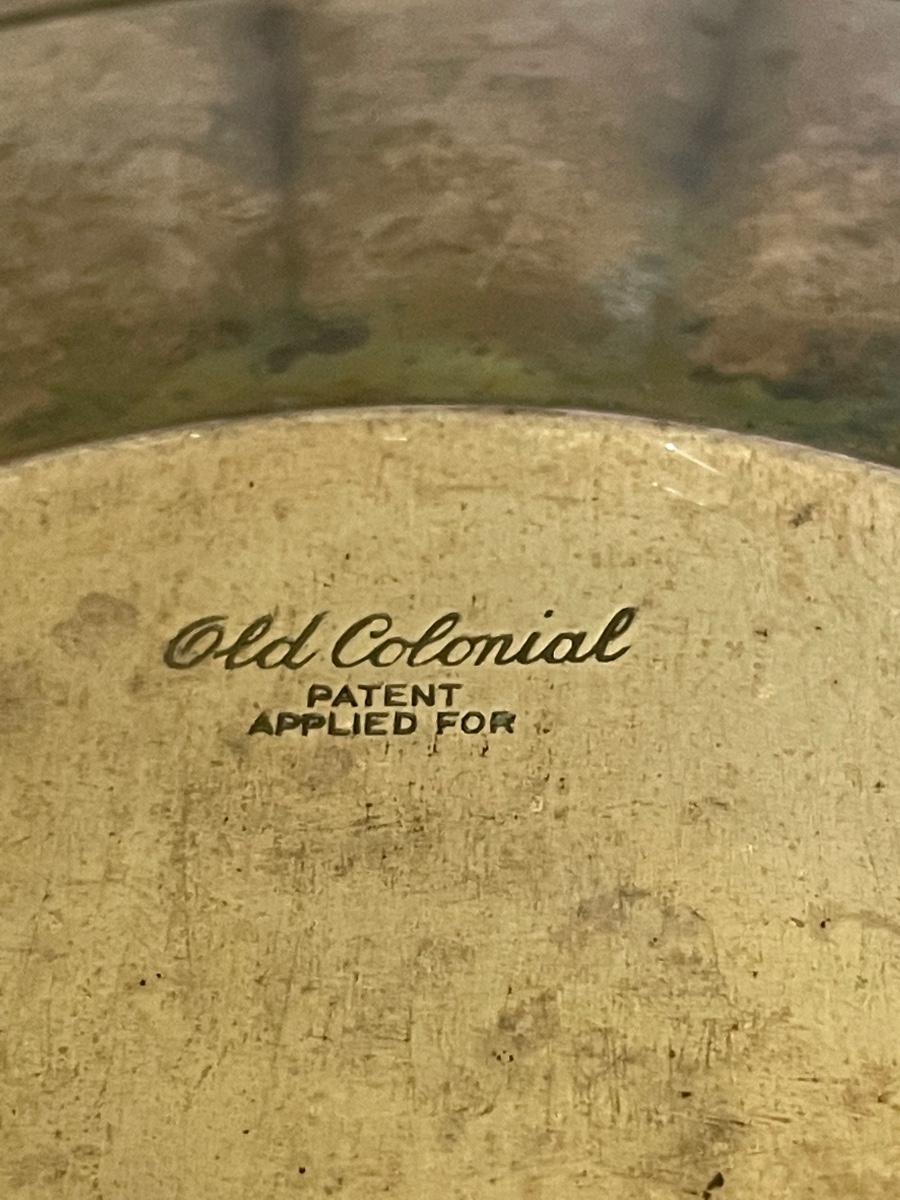 Old Colonial
PATENT
APPLIED FOR